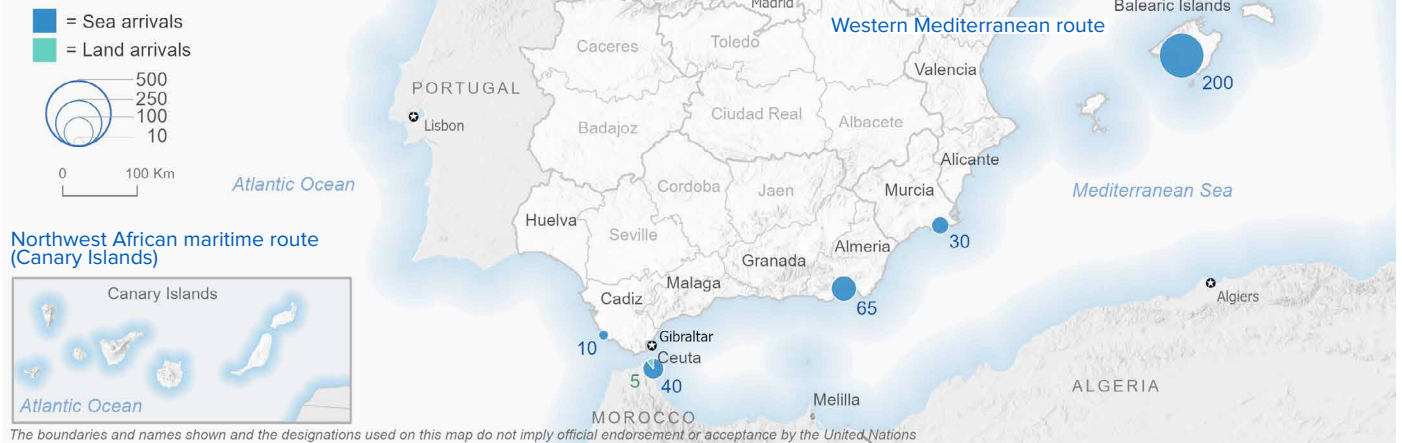 Madrid
Balearic Islands
= Sea arrivals
Western Mediterranean route
Caceres
Toledo
= Land arrivals
Valencia
500
250
100
10
200
PORTUGAL
Lisbon
Badajoz
Ciudad Real
Albacete
Alicante
0 100 Km
Atlantic Ocean
Cordoba
Jaen
Murcia
Mediterranean Sea
Huelva
Seville
30
Northwest African maritime route
(Canary Islands)
Almeria
Granada
Malaga
Cadiz
65
Algiers
Canary Islands
Gibraltar
10
Ceuta
5
40
ALGERIA
Melilla
Atlantic Ocean
MOROCCO
The boundaries and names shown and the designations used on this map do not imply official endorsement or acceptance by the United Nations